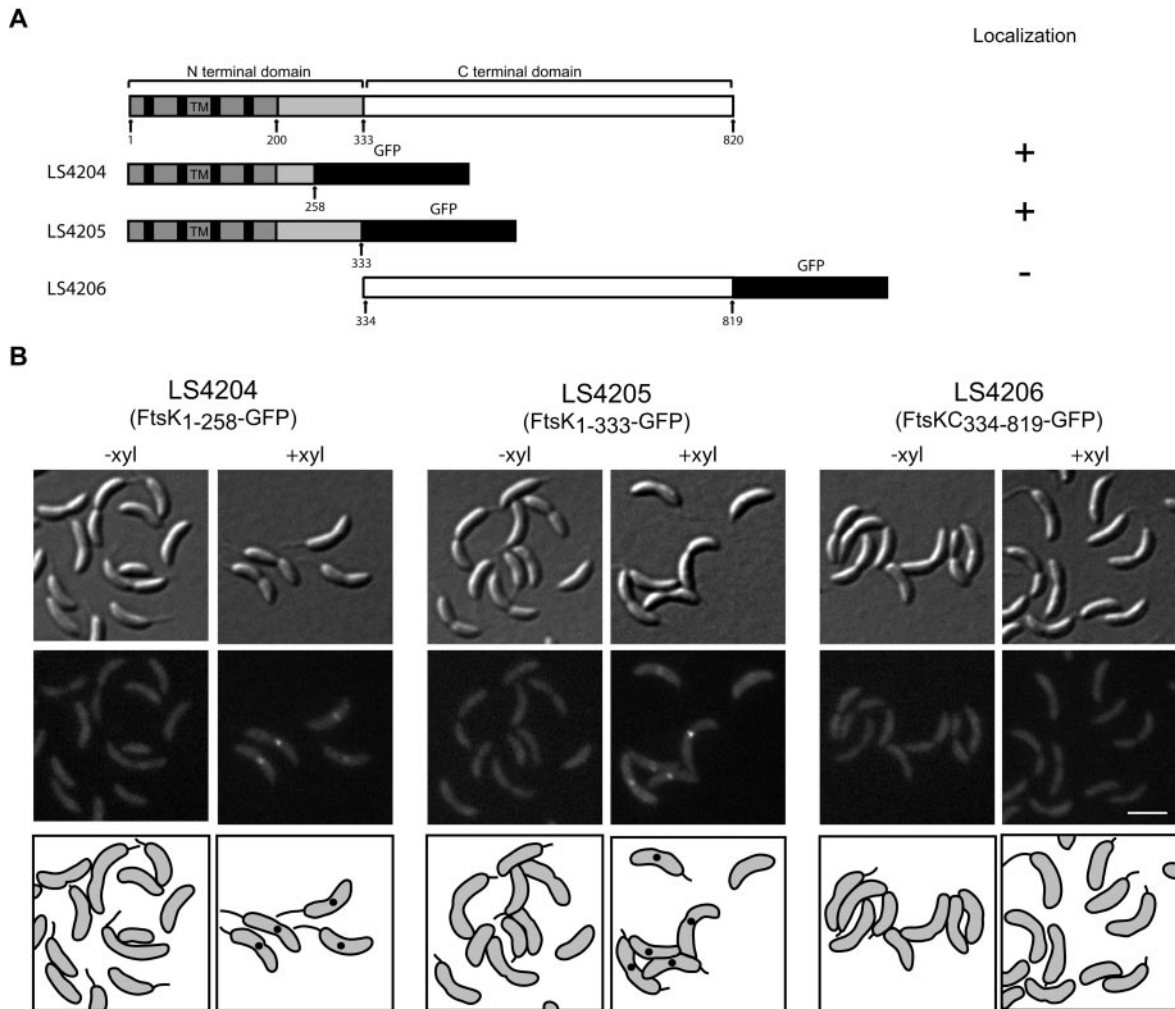 A
Localization
N terminal domain
C terminal domain
TM
1
200
333
820
GFP
+
LS4204
TM
258
GFP
+
LS4205
TM
333
GFP
-
LS4206
334
819
B
LS4204
LS4205
LS4206
(FtsK1-258-GFP)
(FtsK1-333-GFP)
(FtsKC334-819-GFP)
-xyl
+xyl
-xyl
+xyl
-xyl
+xyl